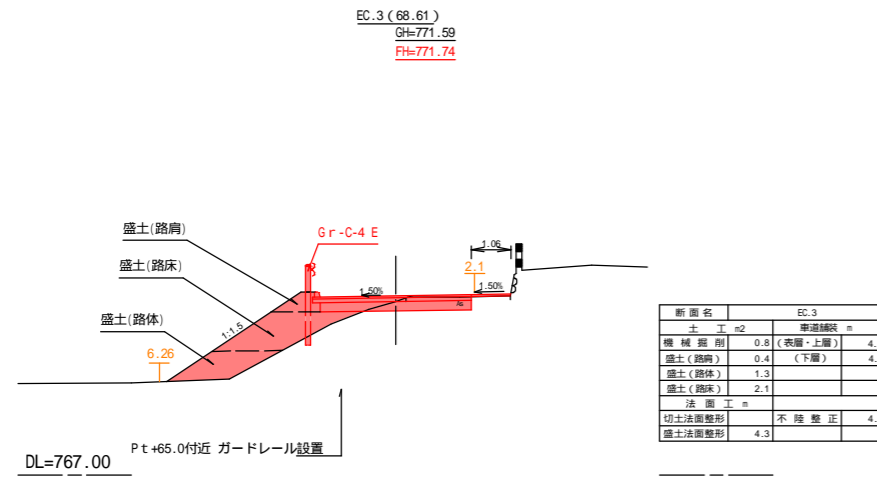 EC.3(68.61)
GH=771.59
FH=771.74
盛土(路肩)
Gr-C-4E
1.06
盛土(路床)
2.1
1.50%
1.50%
盛土(路体)
1:1.5
6.26
断面名 EC.3
土 工 m2 車道舗装 m
機械掘削 0.8 (表層・上層) 4.
盛土(路肩) 0.4 (下層) 4.
盛土(路体) 1.3
盛土(路床) 2.1
法面工 m
切土法面整形 不陸整正 4.
盛土法面整形 4.3
Pt+65.0付近 ガードレール設置
DL=767.00